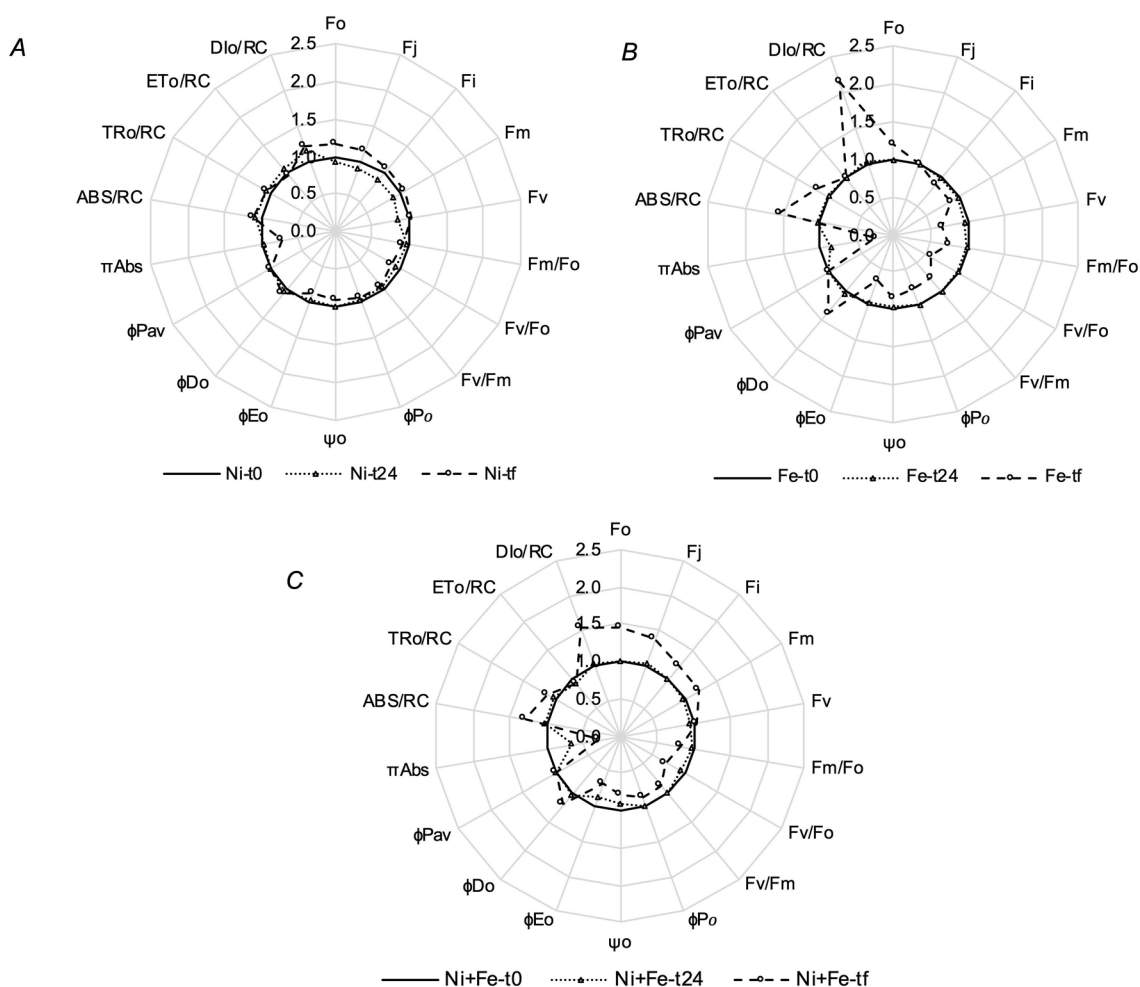 A
Fo
Fj
Fi
Fm
Fv
Fm/Fo
Fv/Fo
Fv/Fm
ϕPo
ψo
ϕEo
ϕDo
ϕPav
πAbs
ABS/RC
TRo/RC
ETo/RC
DIo/RC
2.5
2.0
1.5
1.0
0.5
0.0
Ni-t0 Ni-t24 Ni-tf
B
Fo
Fj
Fi
Fm
Fv
Fm/Fo
Fv/Fo
Fv/Fm
ϕPo
ψo
ϕEo
ϕDo
ϕPav
πAbs
ABS/RC
TRo/RC
ETo/RC
DIo/RC
2.5
2.0
1.5
1.0
0.5
0.0
Fe-t0 Fe-t24 Fe-tf
C
Fo
Fj
Fi
Fm
Fv
Fm/Fo
Fv/Fo
Fv/Fm
ϕPo
ψo
ϕEo
ϕDo
ϕPav
πAbs
ABS/RC
TRo/RC
ETo/RC
DIo/RC
2.5
2.0
1.5
1.0
0.5
0.0
Ni+Fe-t0 Ni+Fe-t24 Ni+Fe-tf